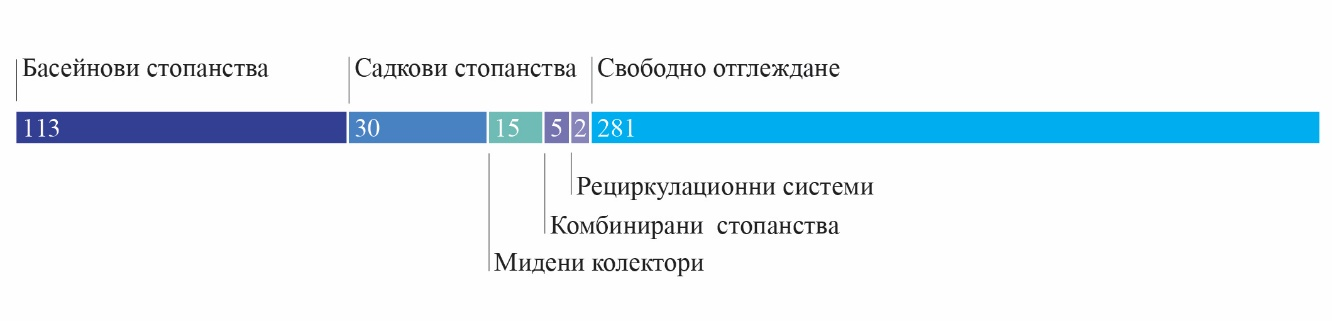 Басейнови стопанства
Садкови стопанства
Свободно отглеждане
113
30
15
5
2
281
Рециркулационни системи
Комбинирани стопанства
Мидени колектори